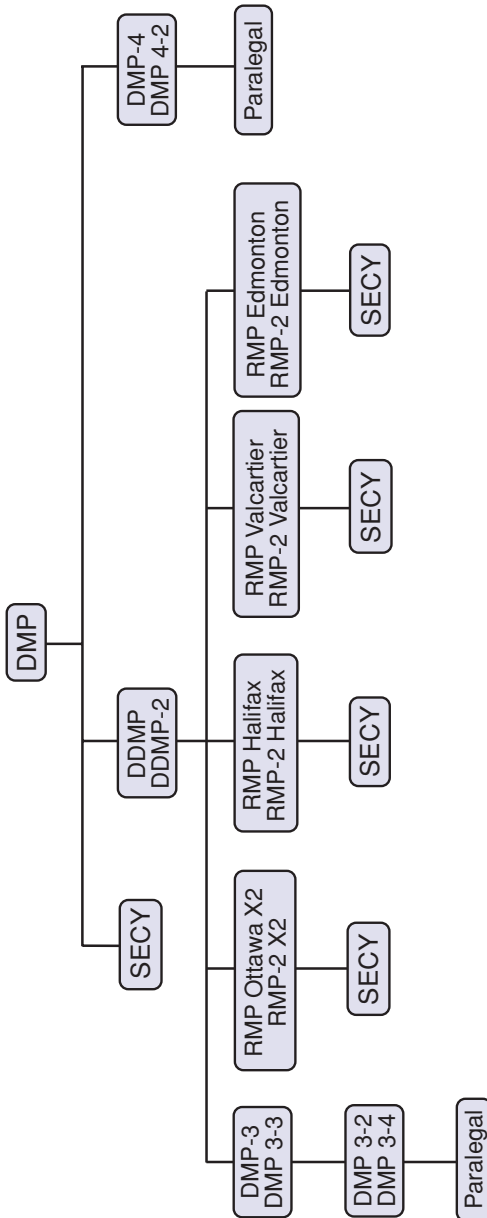 DMP
SECY
DDMP
DDMP-2
DMP-4
DMP 4-2
DMP-3
DMP 3-3
RMP Ottawa X2
RMP-2 X2
RMP Halifax
RMP-2 Halifax
RMP Valcartier
RMP-2 Valcartier
RMP Edmonton
RMP-2 Edmonton
Paralegal
DMP 3-2
DMP 3-4
SECY
SECY
SECY
SECY
Paralegal